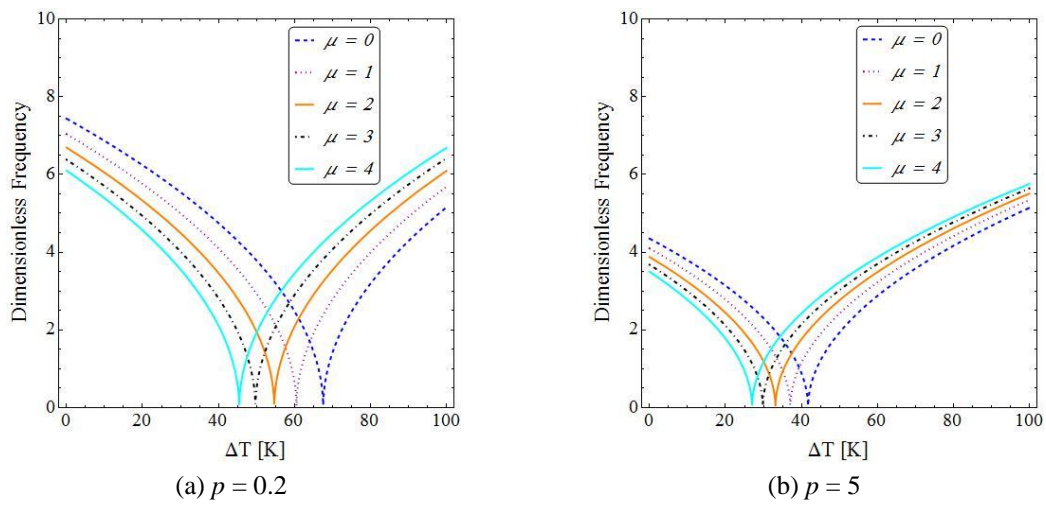 10
8
6
4
2
0
Dimensionless Frequency
μ = 0
μ = 1
μ = 2
μ = 3
μ = 4
0 20 40 60 80 100
ΔT [K]
(a) p = 0.2
10
8
6
4
2
0
Dimensionless Frequency
μ = 0
μ = 1
μ = 2
μ = 3
μ = 4
0 20 40 60 80 100
ΔT [K]
(b) p = 5